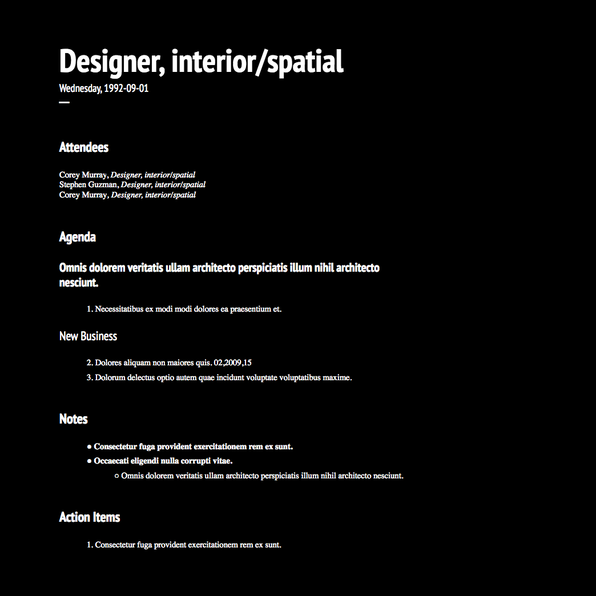 Designer, interior/spatial
Wednesday, 1992-09-01
Attendees
Corey Murray, Designer, interior/spatial
Stephen Guzman, Designer, interior/spatial
Corey Murray, Designer, interior/spatial
Agenda
Omnis dolorem veritatis ullam architecto perspiciatis illum nihil architecto
nesciunt.
1. Necessitatibus ex modi modi dolores ea praesentium et.
New Business
2. Dolores aliquam non maiores quis. 02,2009,15
3. Dolorum delectus optio autem quae incidunt voluptate voluptatibus maxime.
Notes
● Consectetur fuga provident exercitationem rem ex sunt.
● Occaecati eligendi nulla corrupti vitae.
○ Omnis dolorem veritatis ullam architecto perspiciatis illum nihil architecto nesciunt.
Action Items
1. Consectetur fuga provident exercitationem rem ex sunt.